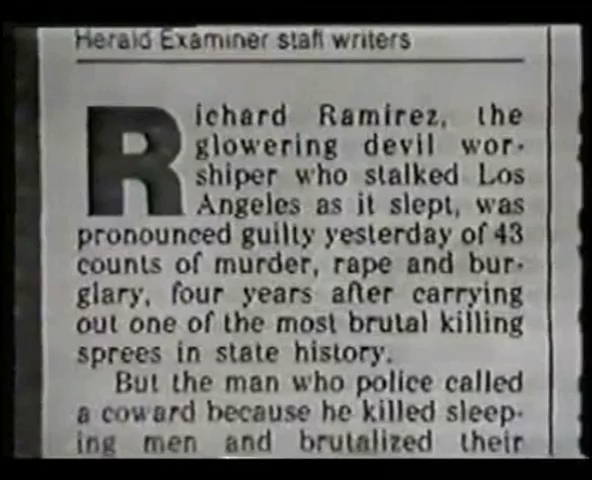 Herald Examiner staff writers
Richard Ramirez, the
glowering devil wor-
shiper who stalked Los
Angeles as it slept, was
pronounced guilty yesterday of 43
counts of murder, rape and bur-
glary, four years after carrying
out one of the most brutal killing
sprees in state history.
But the man who police called
a coward because he killed sleep-
ing men and brutalized their